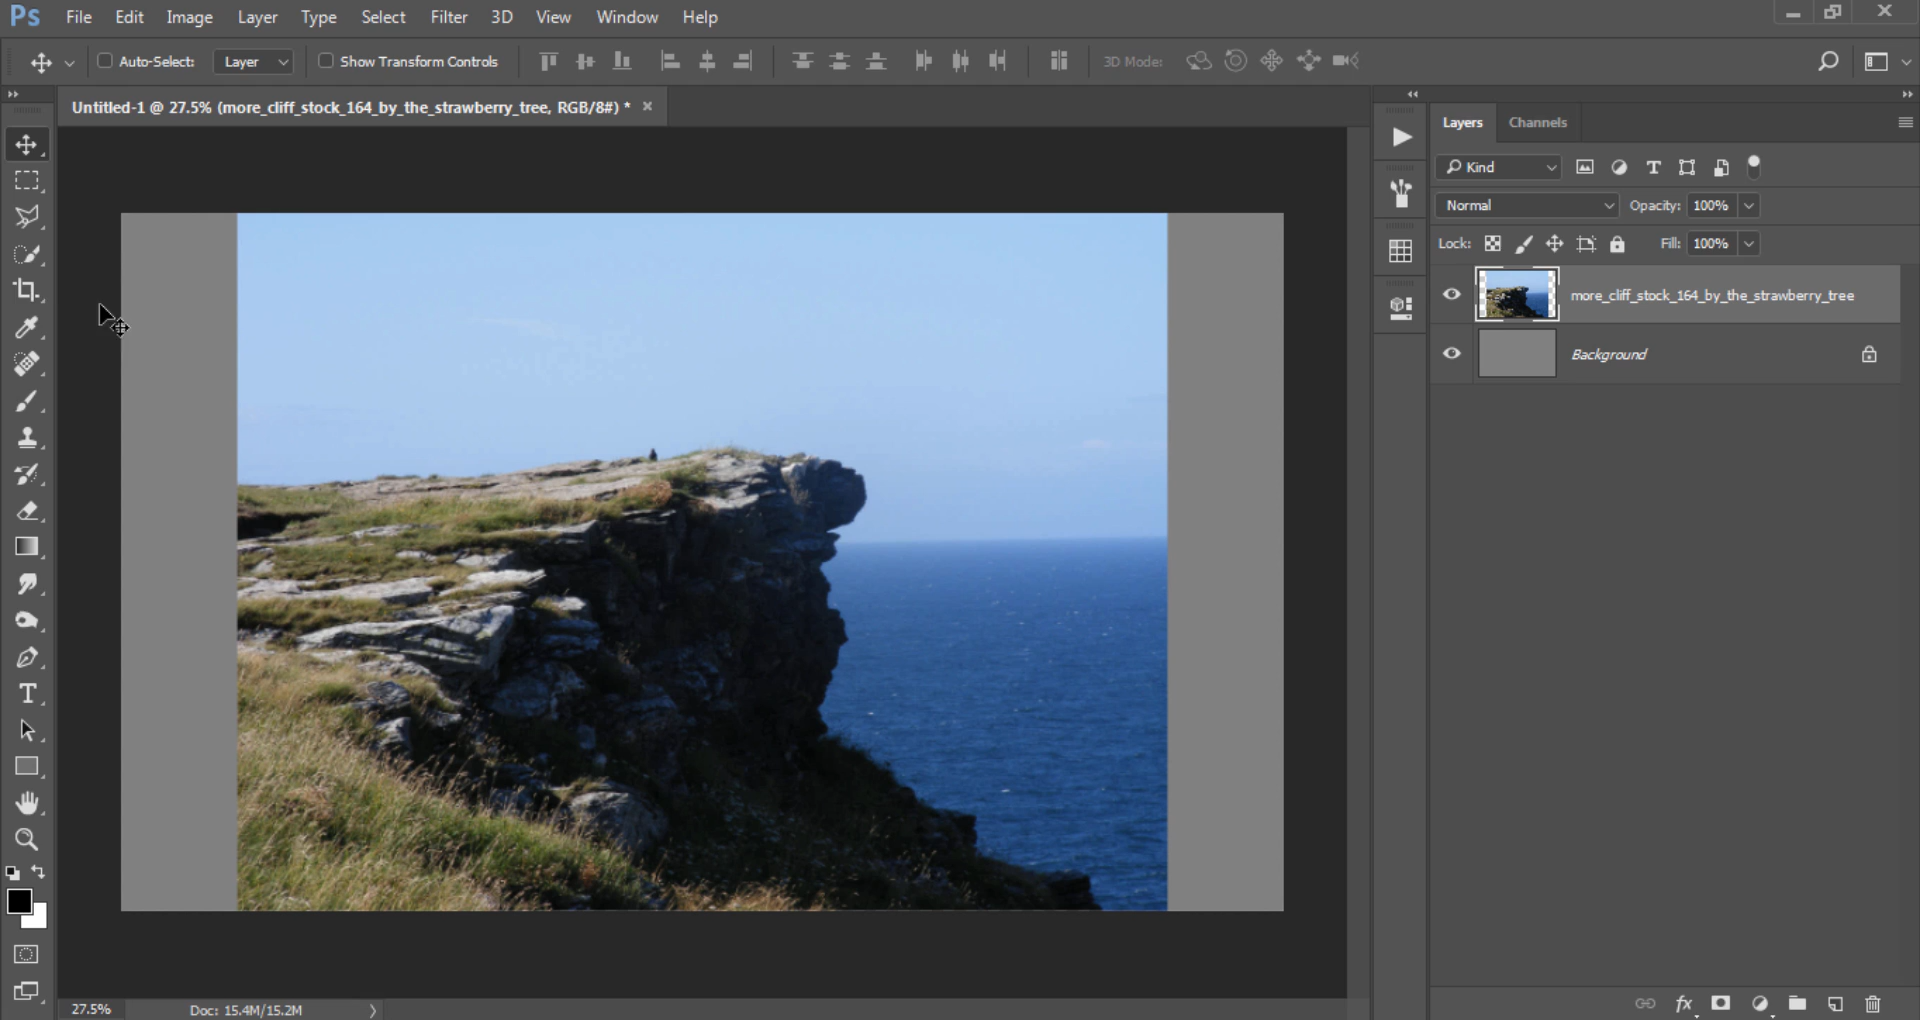 Ps File Edit Image Layer Type Select Filter 3D View Window Help
Auto-Select: Layer Show Transform Controls 3D Mode:
Untitled-1 @ 27.5% (more_cliff_stock_164_by_the_strawberry_tree, RGB/8#) * ×
Layers Channels
Kind
Normal Opacity: 100%
Lock: Fill: 100%
more_cliff_stock_164_by_the_strawberry_tree
Background
27.5% Doc: 15.4M/15.2M
fx